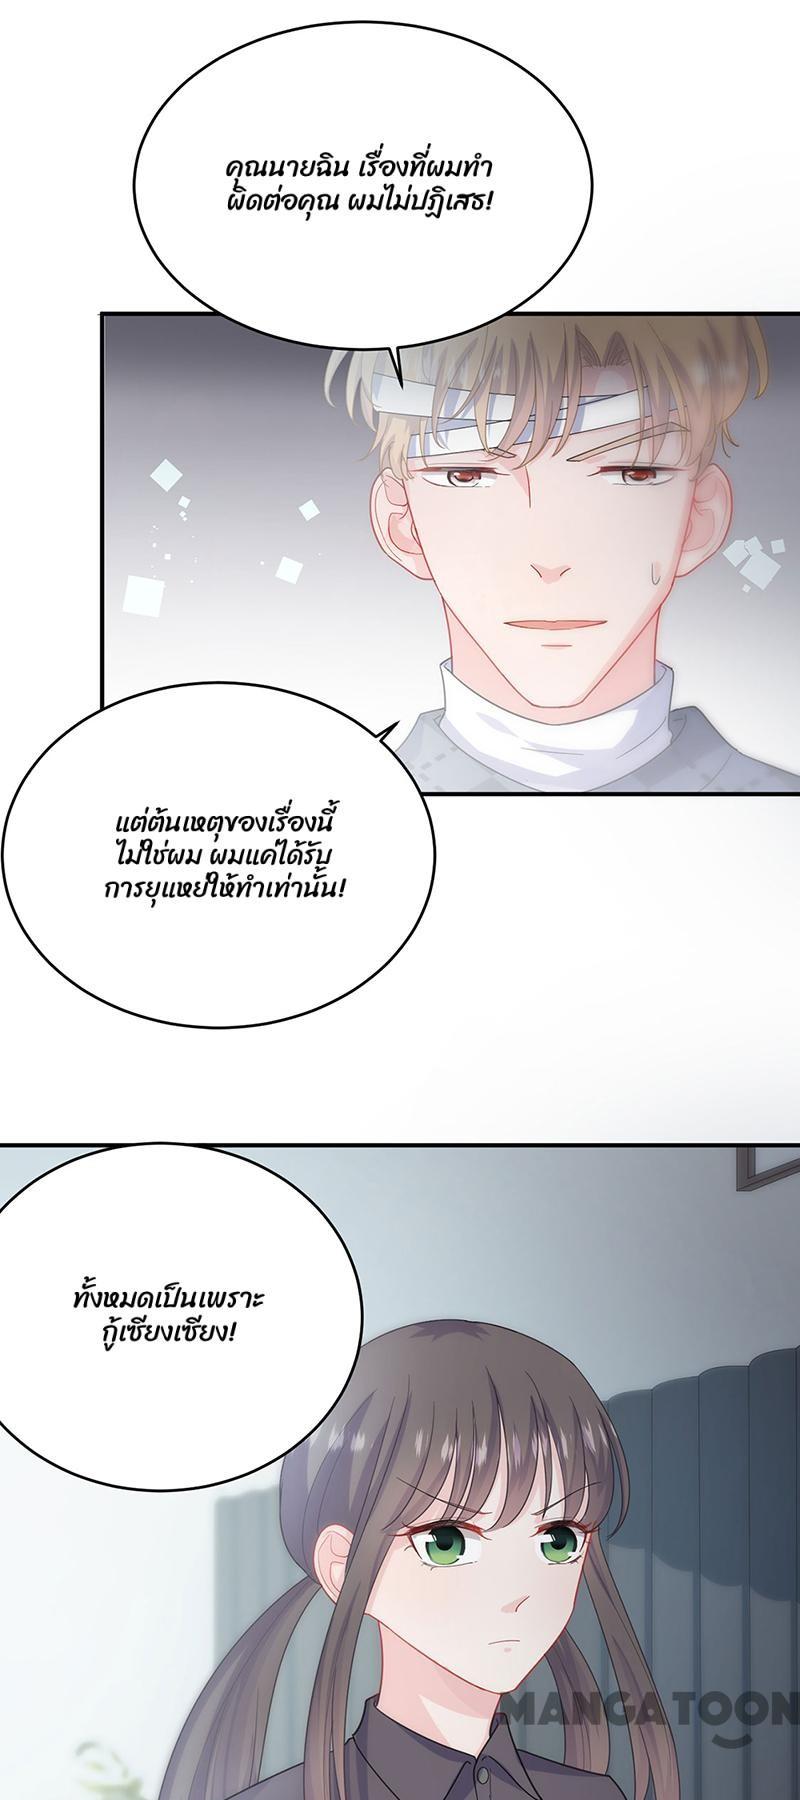 คุณนายฉิน เรื่องที่ผมทำ
ผิดต่อคุณ ผมไม่ปฏิเสธ!
แต่ต้นเหตุของเรื่องนี้
ไม่ใช่ผม ผมแค่ได้รับ
การยุแหย่ให้ทำเท่านั้น!
ทั้งหมดเป็นเพราะ
กู้เซียงเซียง!
MANGATOON